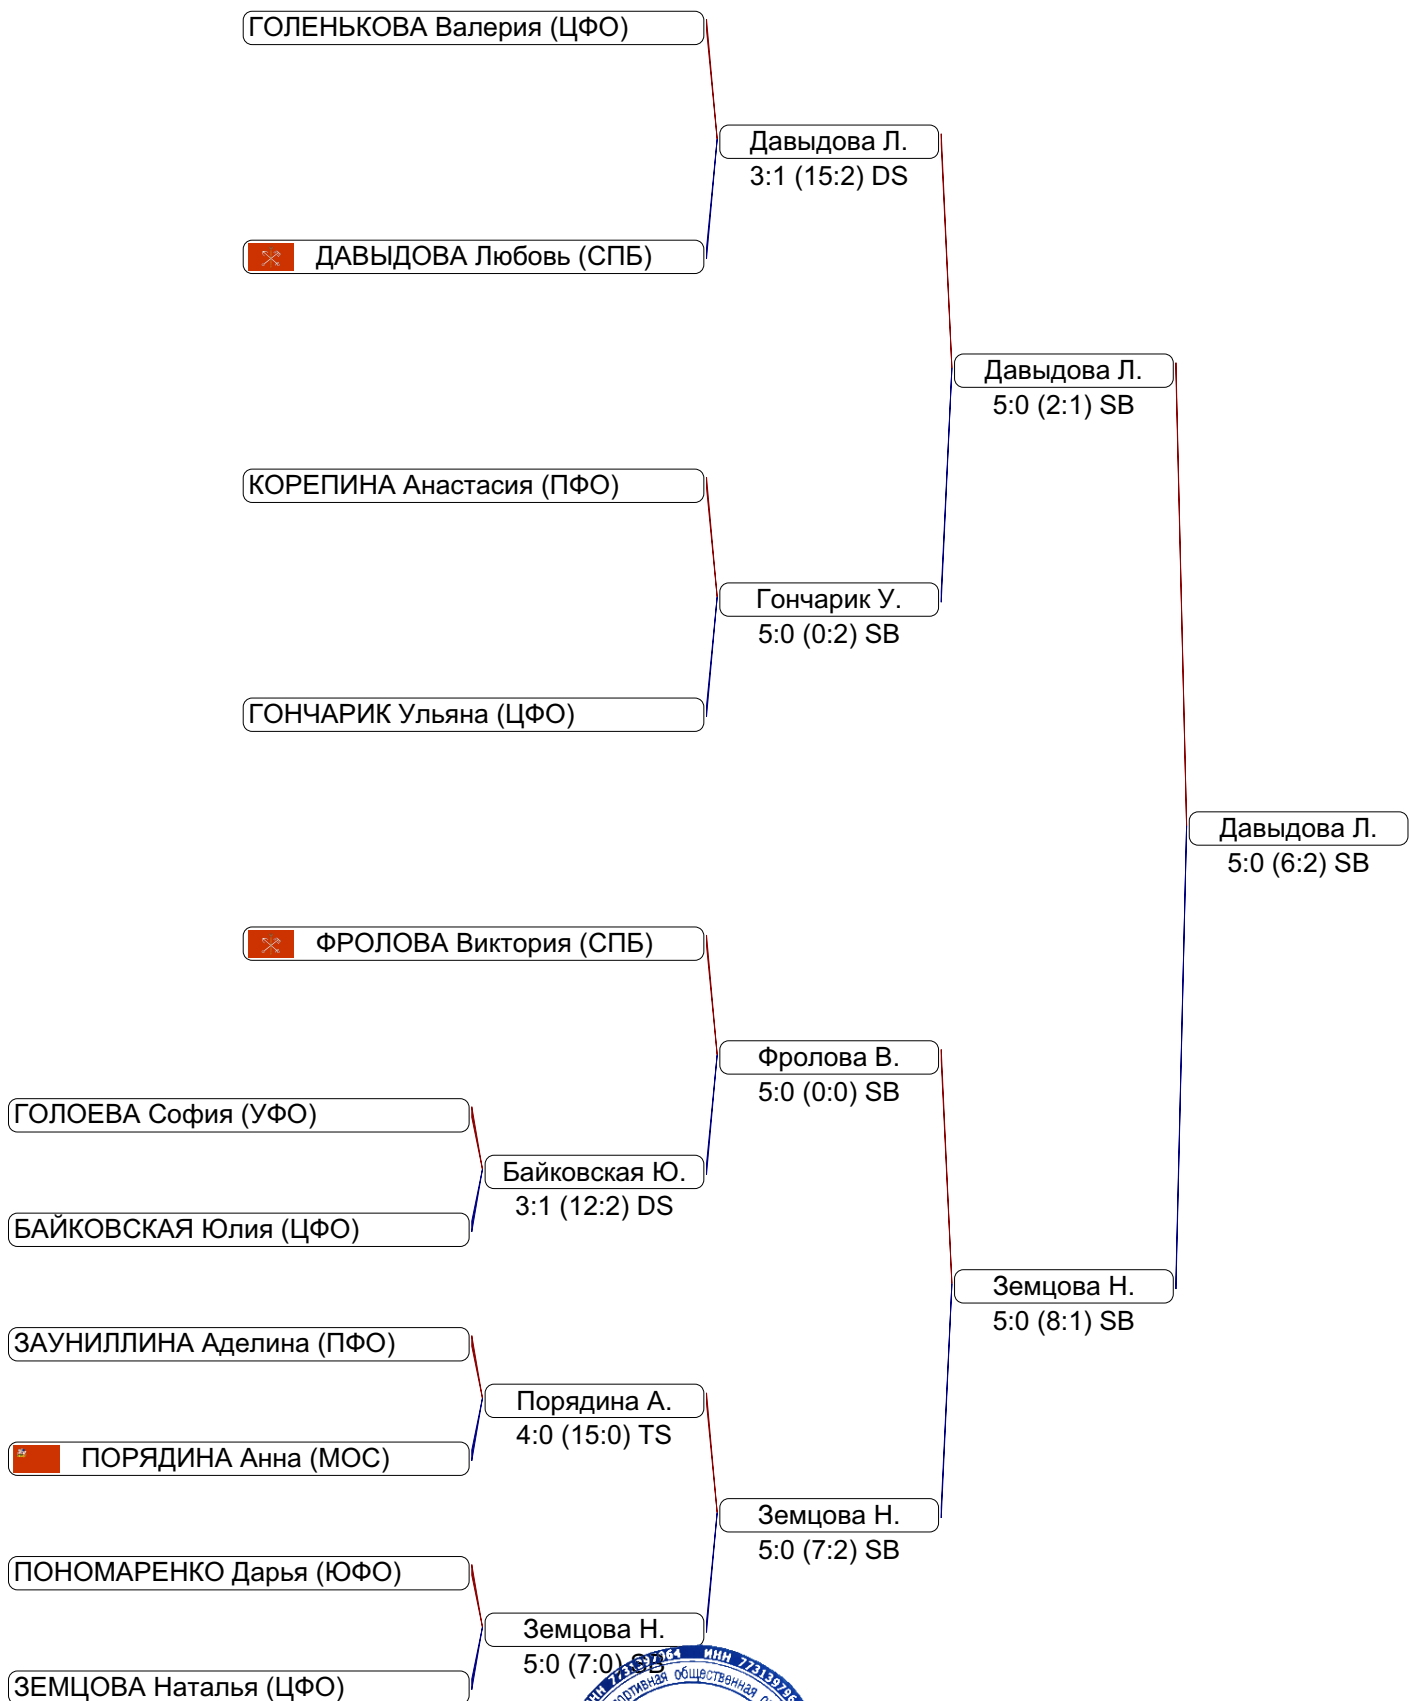 ГОЛЕНЬКОВА Валерия (ЦФО)
Давыдова Л.
3:1 (15:2) DS
ДАВЫДОВА Любовь (СПБ)
Давыдова Л.
5:0 (2:1) SB
КОРЕПИНА Анастасия (ПФО)
Гончарик У.
5:0 (0:2) SB
ГОНЧАРИК Ульяна (ЦФО)
Давыдова Л.
5:0 (6:2) SB
ФРОЛОВА Виктория (СПБ)
Фролова В.
5:0 (0:0) SB
ГОЛОЕВА София (УФО)
Байковская Ю.
3:1 (12:2) DS
БАЙКОВСКАЯ Юлия (ЦФО)
Земцова Н.
5:0 (8:1) SB
ЗАУНИЛЛИНА Аделина (ПФО)
Порядина А.
4:0 (15:0) TS
ПОРЯДИНА Анна (МОС)
Земцова Н.
5:0 (7:2) SB
ПОНОМАРЕНКО Дарья (ЮФО)
Земцова Н.
5:0 (7:0) SB
ЗЕМЦОВА Наталья (ЦФО)
ИНН
общественная